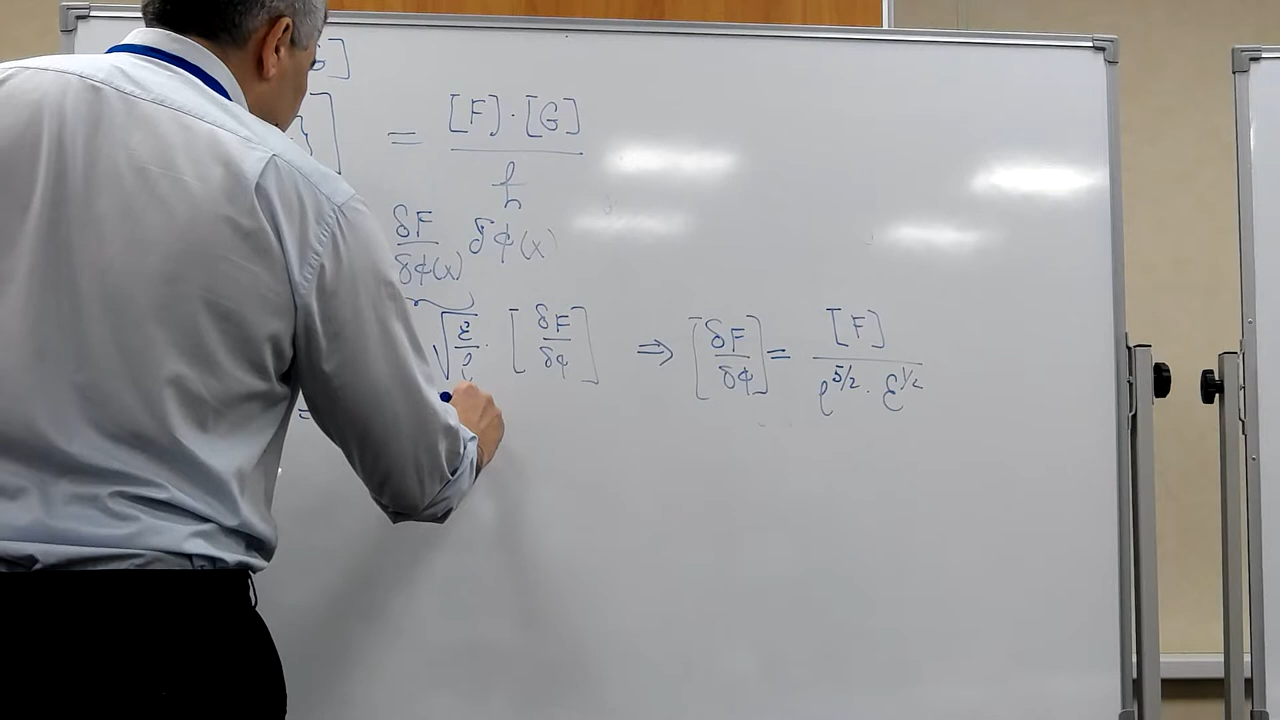 G]
}] = [F]·[G] / ħ
δF/δφ(x) δφ(x)
√(ε/ℓ) · [δF/δφ] ⇒ [δF/δφ] = [F] / ℓ^5/2 · ε^1/2
=